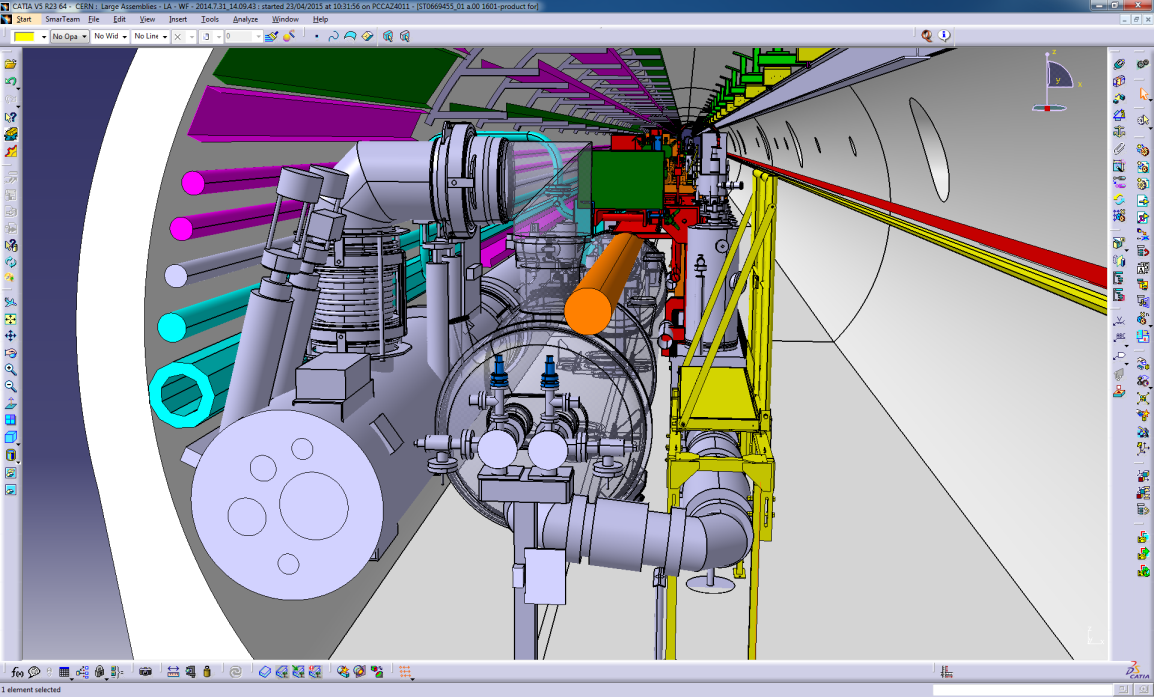 CATIA V5 R23 64 - CERN : Large Assemblies - LA - WF - 2014.7.31_14.09.43 : started 23/04/2015 at 10:31:56 on PCCAZ4011 - [ST0669455_01 a.00 1601-product for
Start SmarTeam File Edit View Insert Tools Analyze Window Help
No Opa No Wid No Line 0
z
y
x
f(x)
CATIA
1 element selected